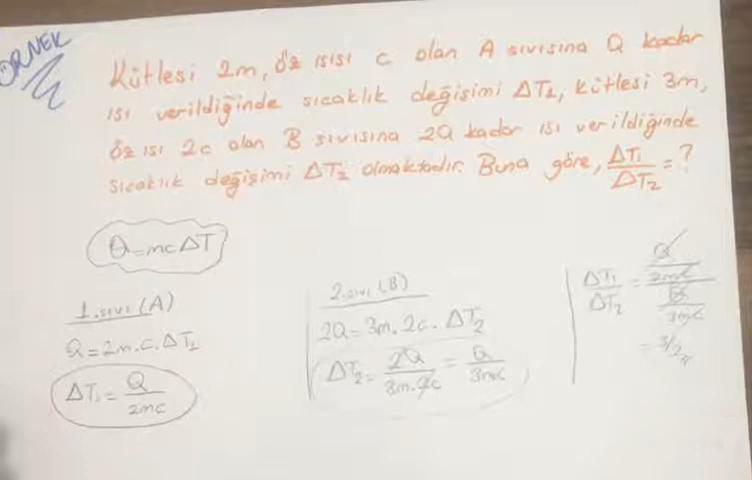 ÖRNEK
Kütlesi 2m, öz ısısı c olan A sıvısına Q kadar
ısı verildiğinde sıcaklık değişimi ΔT₂, kütlesi 3m,
öz ısı 2c olan B sıvısına 2Q kadar ısı verildiğinde
sıcaklık değişimi ΔT₂ olmaktadır. Buna göre, ΔT₁/ΔT₂ = ?
Q=mcΔT
1.sıvı (A)
Q=2m.c.ΔT₂
ΔT₁ = Q/2mc
2.sıvı (B)
2Q=3m.2c.ΔT₂
ΔT₂ = 2Q/3m.2c = Q/3mc
ΔT₁/ΔT₂ = (Q/2mc)/(Q/3mc)
= 3/2